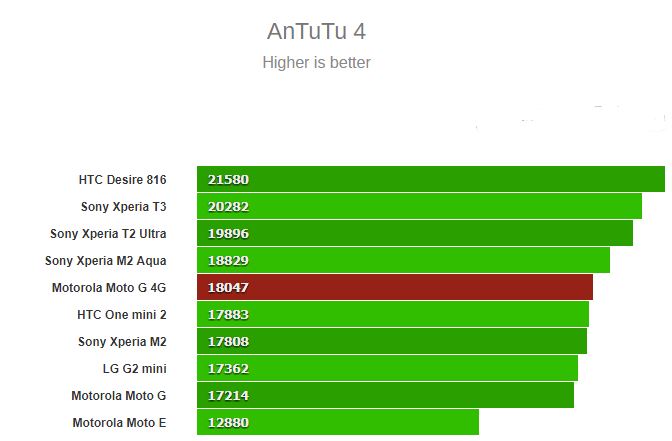 AnTuTu 4
Higher is better
HTC Desire 816 21580
Sony Xperia T3 20282
Sony Xperia T2 Ultra 19896
Sony Xperia M2 Aqua 18829
Motorola Moto G 4G 18047
HTC One mini 2 17883
Sony Xperia M2 17808
LG G2 mini 17362
Motorola Moto G 17214
Motorola Moto E 12880